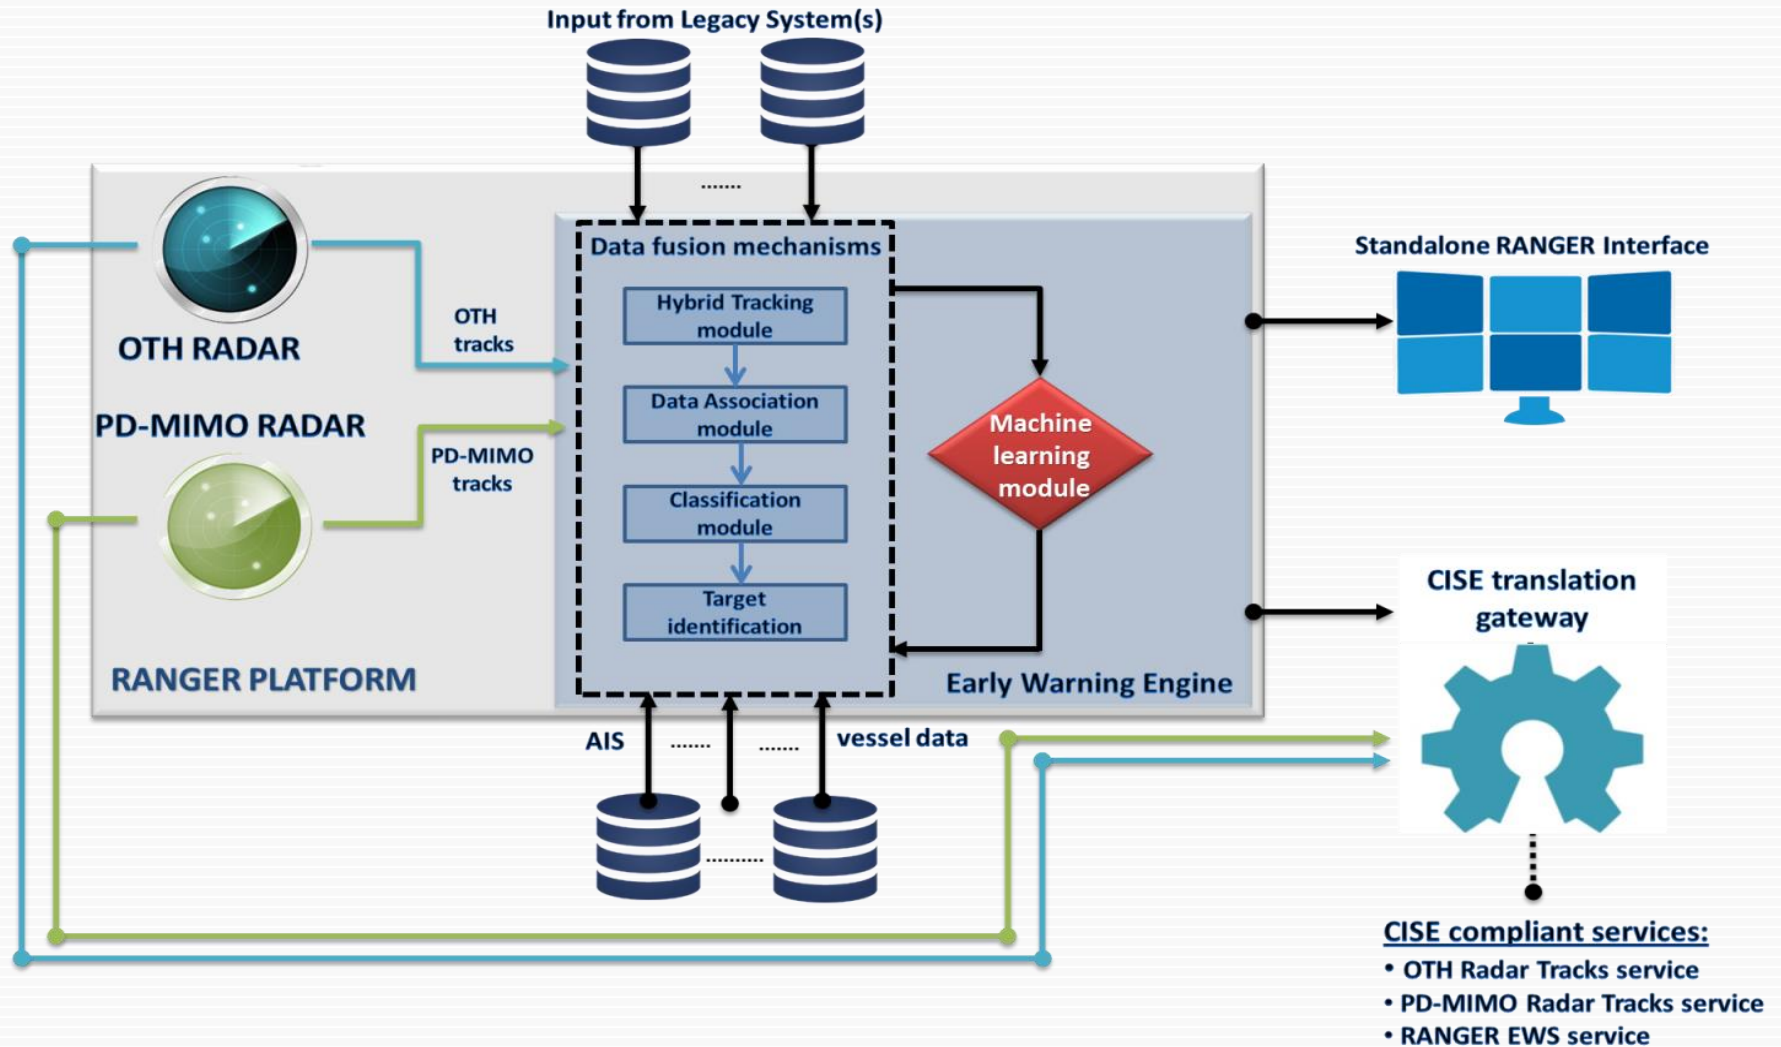 Input from Legacy System(s)
.......
Data fusion mechanisms
Hybrid Tracking
module
Data Association
module
Classification
module
Target
identification
OTH RADAR
OTH
tracks
PD-MIMO RADAR
PD-MIMO
tracks
RANGER PLATFORM
Machine
learning
module
Early Warning Engine
Standalone RANGER Interface
CISE translation
gateway
AIS
.......
.......
vessel data
..........
CISE compliant services:
• OTH Radar Tracks service
• PD-MIMO Radar Tracks service
• RANGER EWS service